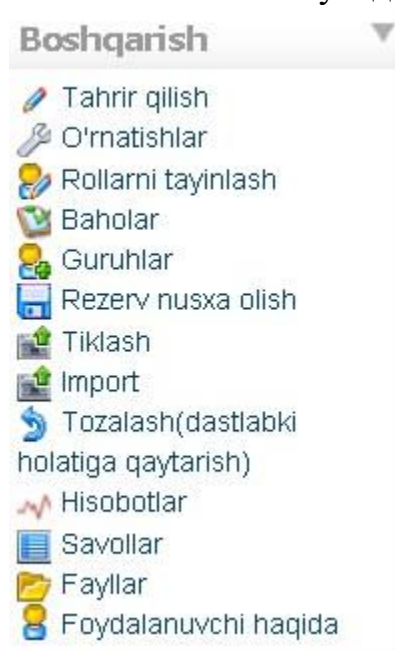 Boshqarish
Tahrir qilish
O'rnatishlar
Rollarni tayinlash
Baholar
Guruhlar
Rezerv nusxa olish
Tiklash
Import
Tozalash(dastlabki
holatiga qaytarish)
Hisobotlar
Savollar
Fayllar
Foydalanuvchi haqida